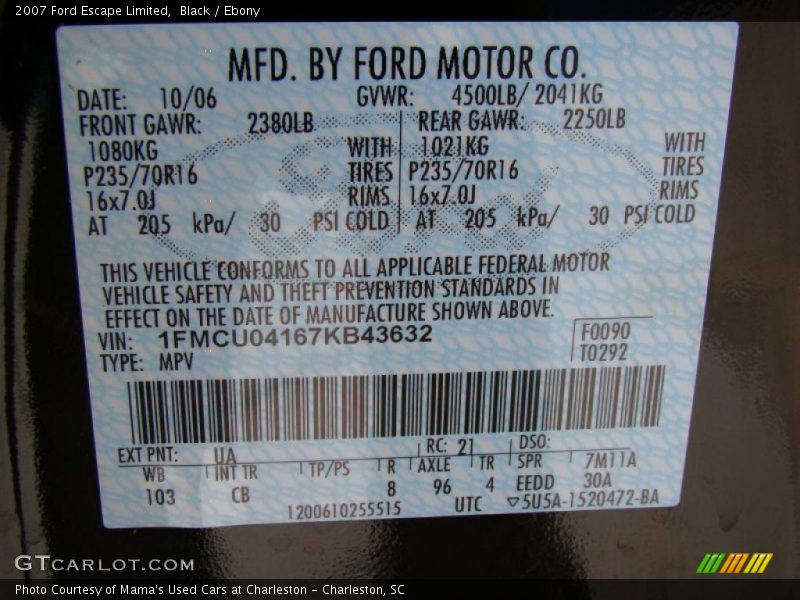 2007 Ford Escape Limited,  Black / Ebony
MFD. BY FORD MOTOR CO.
DATE: 10/06 GVWR: 4500LB/ 2041KG
FRONT GAWR: 2380LB REAR GAWR: 2250LB
1080KG WITH 1021KG WITH
P235/70R16 TIRES P235/70R16 TIRES
16x7.0J RIMS 16x7.0J RIMS
AT 205 kPa/ 30 PSI COLD AT 205 kPa/ 30 PSI COLD
THIS VEHICLE CONFORMS TO ALL APPLICABLE FEDERAL MOTOR
VEHICLE SAFETY AND THEFT PREVENTION STANDARDS IN
EFFECT ON THE DATE OF MANUFACTURE SHOWN ABOVE.
VIN: 1FMCU04167KB43632 F0090
TYPE: MPV T0292
EXT PNT: UA RC: 21 DSO:
WB INT TR TP/PS R AXLE TR SPR 7M11A
103 CB 8 96 4 EEDD 30A
1200610255515 UTC ▽5U5A-1520472-BA
GTCARLOT.COM
Photo Courtesy of Mama's Used Cars at Charleston - Charleston, SC